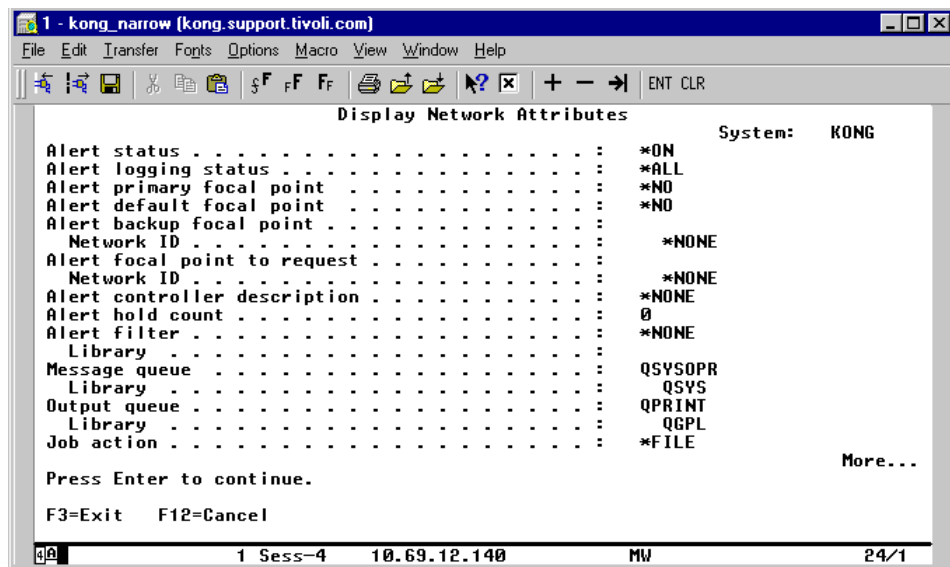 1 - kong_narrow (kong.support.tivoli.com)
File Edit Transfer Fonts Options Macro View Window Help
ENT CLR
Display Network Attributes
System: KONG
Alert status . . . . . . . . . . . . . . . . . . . : *ON
Alert logging status . . . . . . . . . . . . . . . : *ALL
Alert primary focal point . . . . . . . . . . . . : *NO
Alert default focal point . . . . . . . . . . . . : *NO
Alert backup focal point . . . . . . . . . . . . . :
Network ID . . . . . . . . . . . . . . . . . . . : *NONE
Alert focal point to request . . . . . . . . . . . :
Network ID . . . . . . . . . . . . . . . . . . . : *NONE
Alert controller description . . . . . . . . . . . : *NONE
Alert hold count . . . . . . . . . . . . . . . . . : 0
Alert filter . . . . . . . . . . . . . . . . . . . : *NONE
Library . . . . . . . . . . . . . . . . . . . . :
Message queue . . . . . . . . . . . . . . . . . . : QSYSOPR
Library . . . . . . . . . . . . . . . . . . . . : QSYS
Output queue . . . . . . . . . . . . . . . . . . . : QPRINT
Library . . . . . . . . . . . . . . . . . . . . : QGPL
Job action . . . . . . . . . . . . . . . . . . . . : *FILE
More...
Press Enter to continue.
F3=Exit F12=Cancel
4A 1 Sess-4 10.69.12.140 MW 24/1